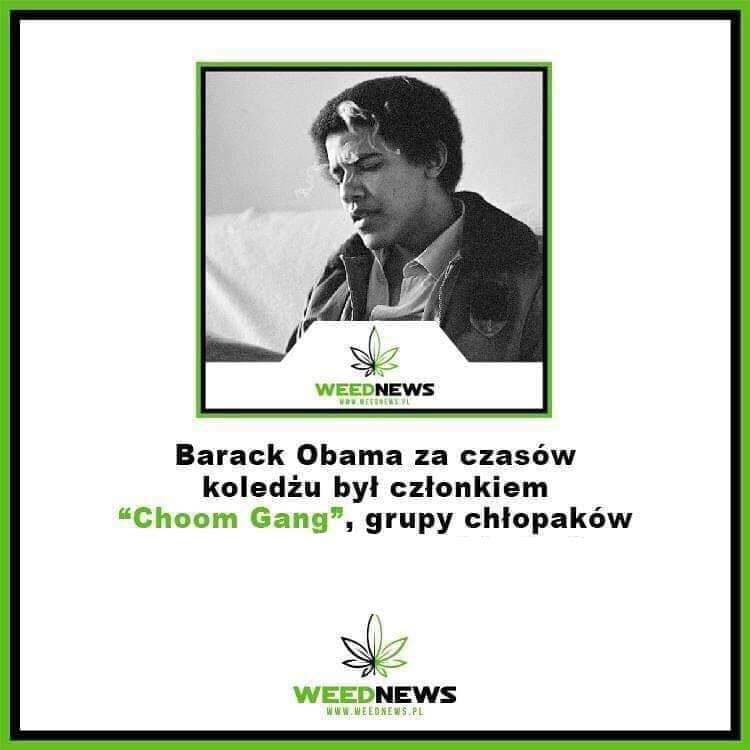 WEEDNEWS
WWW.WEEDNEWS.PL
Barack Obama za czasów
koledżu był członkiem
“Choom Gang”, grupy chłopaków
WEEDNEWS
WWW.WEEDNEWS.PL